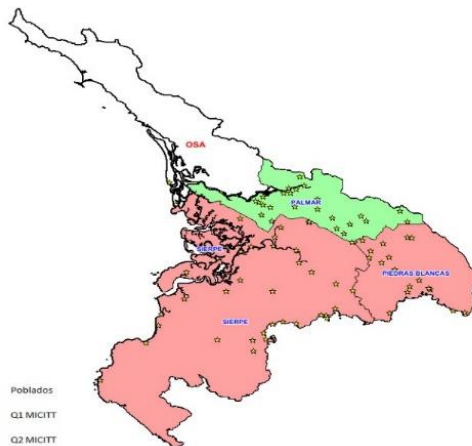 OSA
PALMAR
SIERPE
PIEDRAS BLANCAS
SIERPE
Poblados
Q1 MICITT
Q2 MICITT